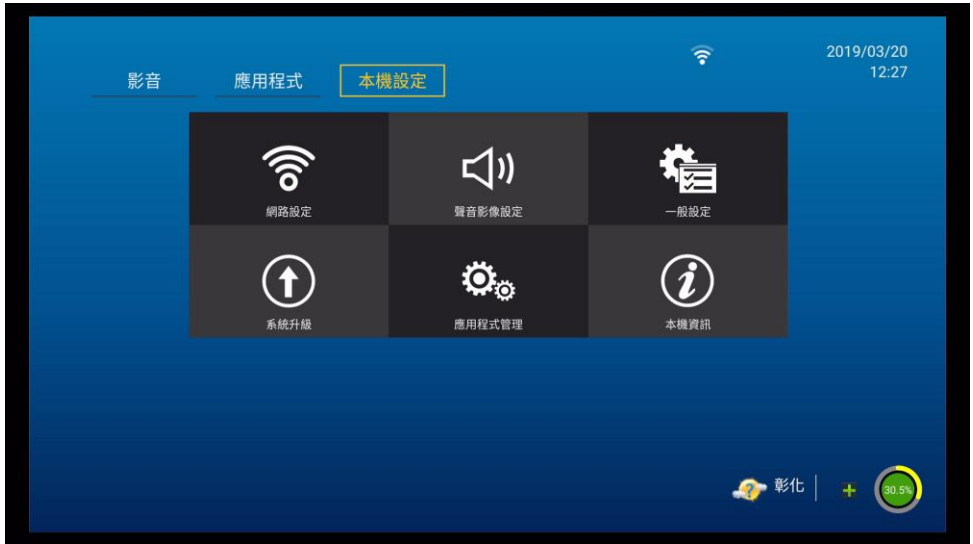 2019/03/20
12:27
影音 應用程式 本機設定
網路設定 聲音影像設定 一般設定
系統升級 應用程式管理 本機資訊
彰化
30.5%